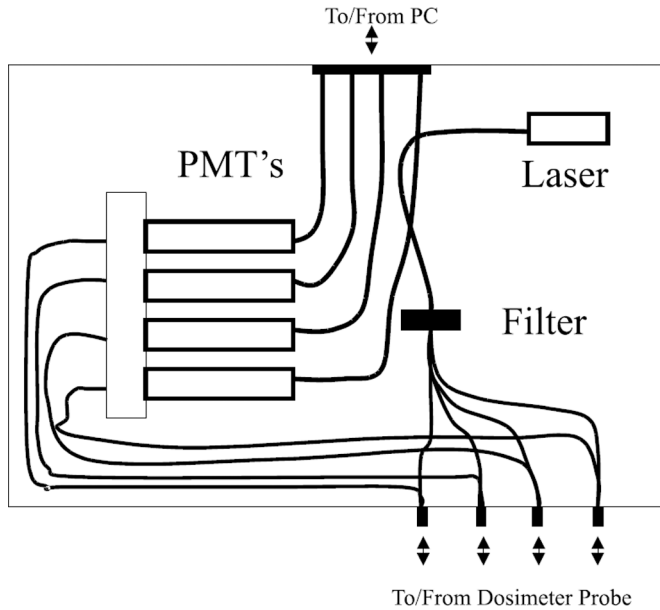 To/From PC
PMT's
Laser
Filter
To/From Dosimeter Probe